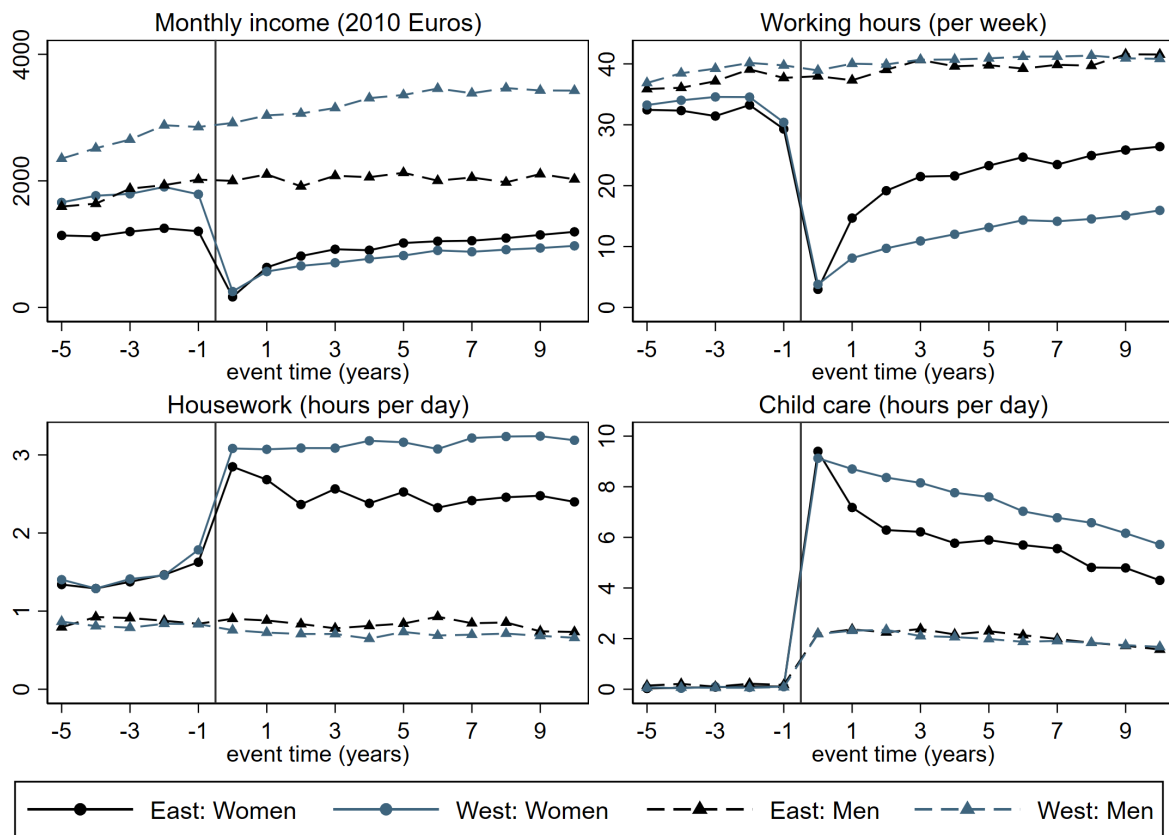 Monthly income (2010 Euros)
4000
2000
0
-5 -3 -1 1 3 5 7 9
event time (years)
Working hours (per week)
40
30
20
10
0
-5 -3 -1 1 3 5 7 9
event time (years)
Housework (hours per day)
3
2
1
0
-5 -3 -1 1 3 5 7 9
event time (years)
Child care (hours per day)
10
8
6
4
2
0
-5 -3 -1 1 3 5 7 9
event time (years)
East: Women West: Women East: Men West: Men